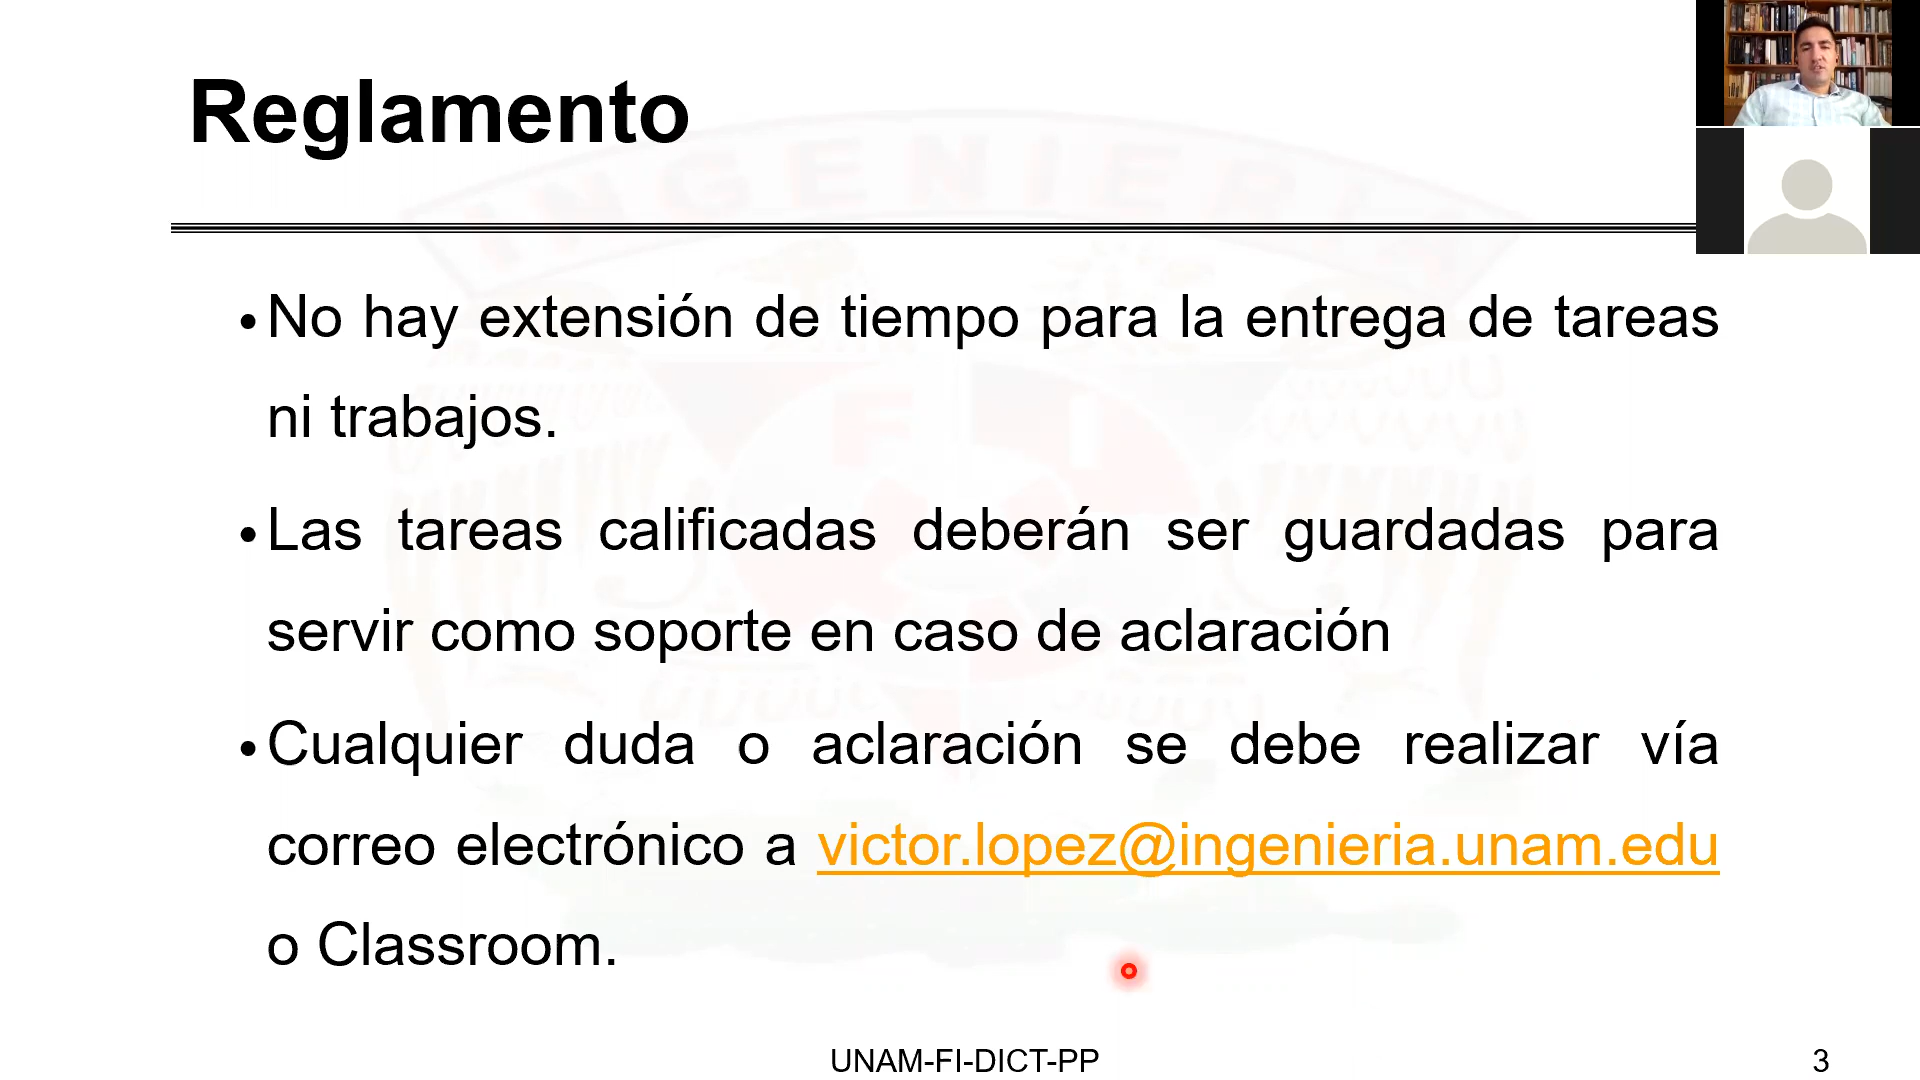 Reglamento
INGENIERIA
• No hay extensión de tiempo para la entrega de tareas
ni trabajos.
F I
• Las tareas calificadas deberán ser guardadas para
servir como soporte en caso de aclaración
• Cualquier duda o aclaración se debe realizar vía
correo electrónico a victor.lopez@ingenieria.unam.edu
o Classroom.
UNAM-FI-DICT-PP
3